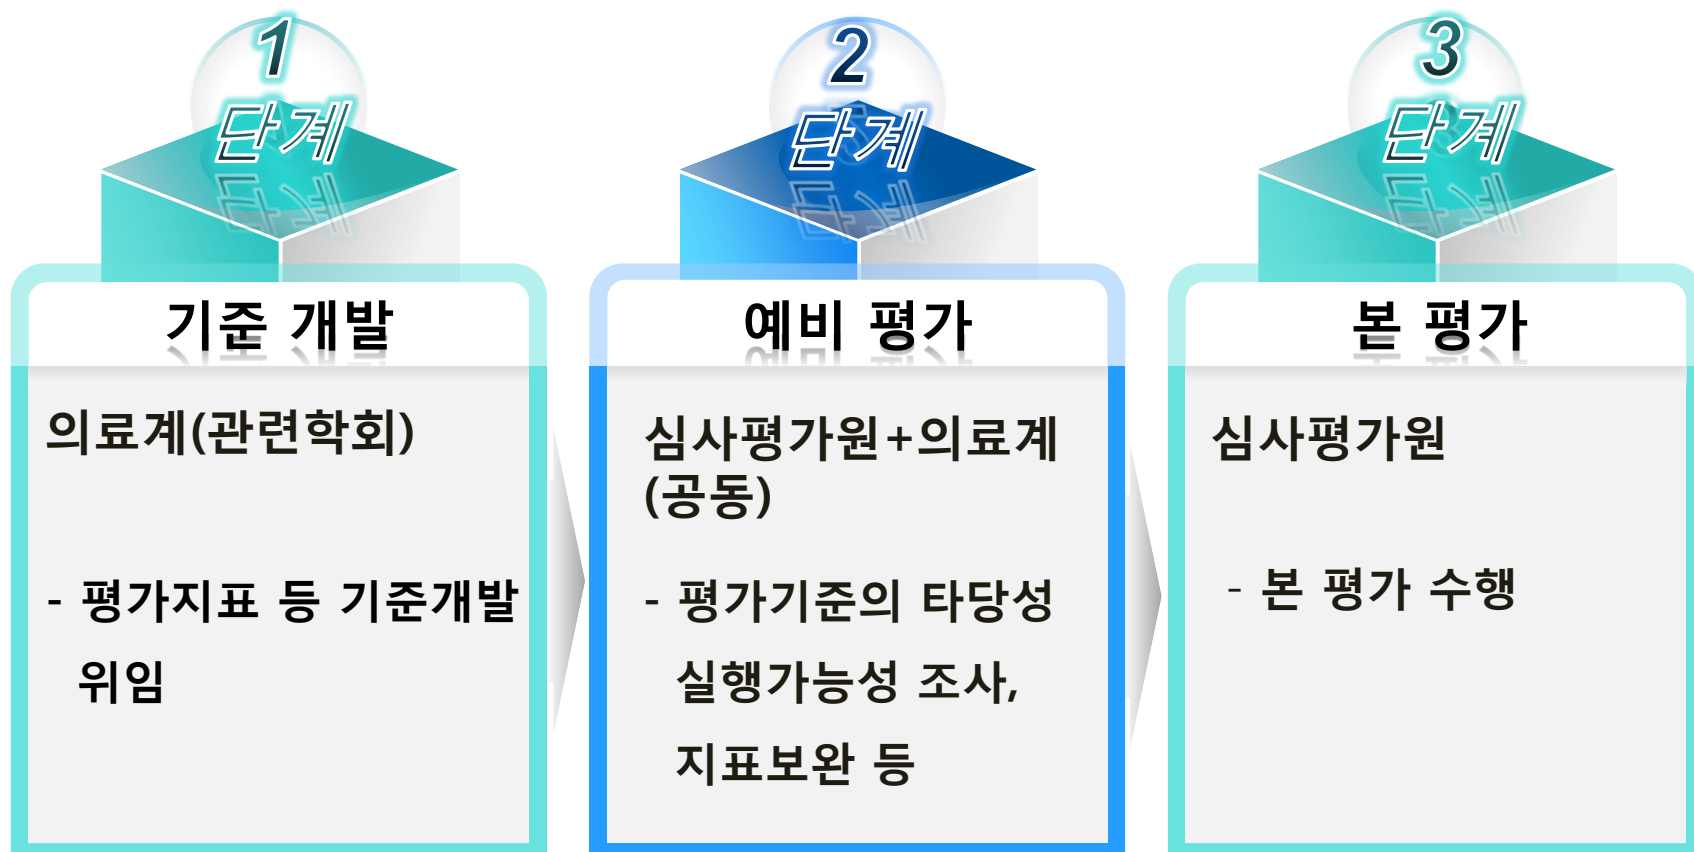 1
단계
기준 개발
의료계(관련학회)
- 평가지표 등 기준개발
위임
2
단계
예비 평가
심사평가원+의료계
(공동)
- 평가기준의 타당성
실행가능성 조사,
지표보완 등
3
단계
본 평가
심사평가원
- 본 평가 수행